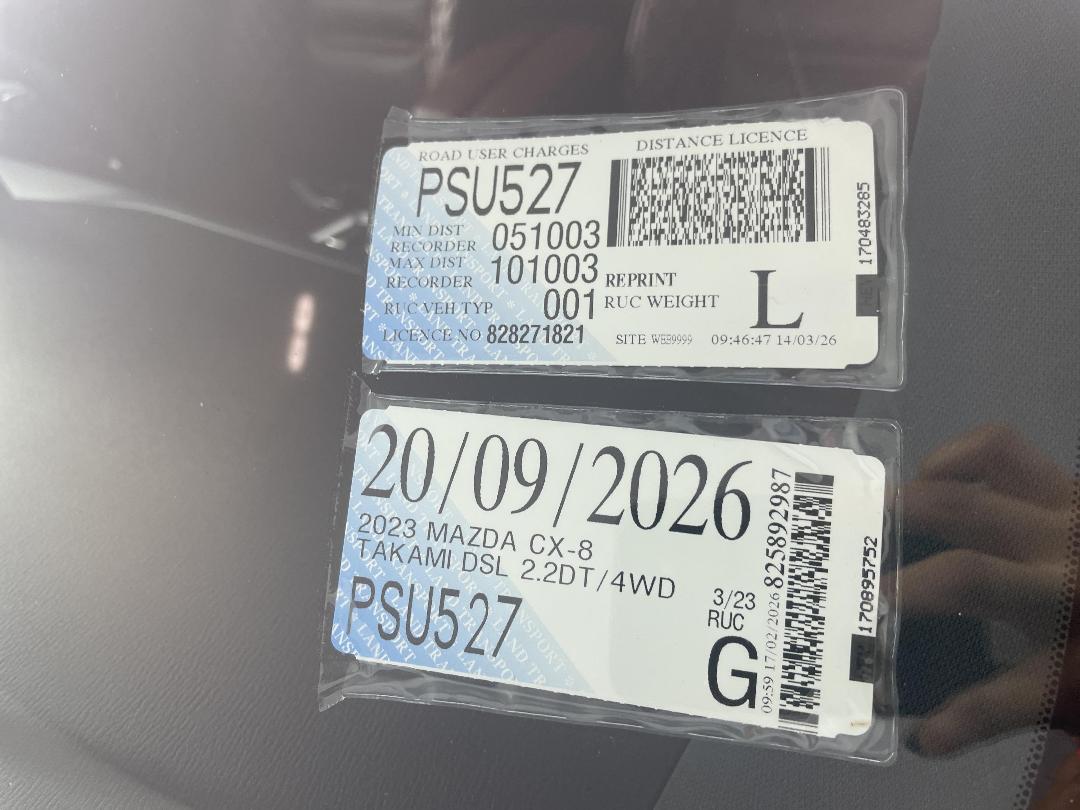 ROAD USER CHARGES DISTANCE LICENCE
PSU527
MIN DIST RECORDER 051003
MAX DIST RECORDER 101003
REPRINT
RUC VEH TYP 001
RUC WEIGHT L
LICENCE NO 828271821
SITE WEB9999 09:46:47 14/03/26
170483285
20/09/2026
2023 MAZDA CX-8
TAKAMI DSL 2.2DT/4WD
PSU527
3/23
RUC
G
09:59 17/02/2026 825892987
170895752